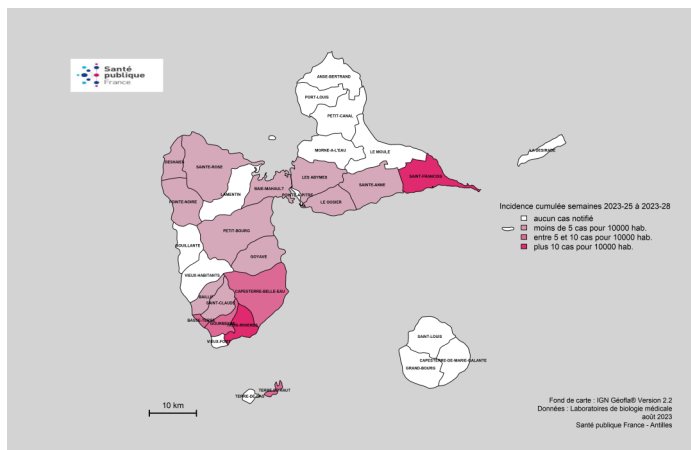 Santé
publique
France
ANSE-BERTRAND
PORT-LOUIS
PETIT-CANAL
MORNE-A-L'EAU
LE MOULE
LA DESIRADE
DESHAIES
SAINTE-ROSE
LAMENTIN
BAIE-MAHAULT
LES ABYMES
POINTE-A-PITRE
LE GOSIER
SAINTE-ANNE
SAINT-FRANCOIS
POINTE-NOIRE
PETIT-BOURG
BOUILLANTE
GOYAVE
VIEUX-HABITANTS
CAPESTERRE-BELLE-EAU
BAILLIF
SAINT-CLAUDE
GOURBEYRE
VIEUX-FORT
SAINT-LOUIS
CAPESTERRE-DE-MARIE-GALANTE
GRAND-BOURG
TERRE-DE-HAUT
TERRE-DE-BAS
Incidence cumulée semaines 2023-25 à 2023-28
aucun cas notifié
moins de 5 cas pour 10000 hab.
entre 5 et 10 cas pour 10000 hab.
plus 10 cas pour 10000 hab.
10 km
Fond de carte : IGN Géofla® Version 2.2
Données : Laboratoires de biologie médicale
août 2023
Santé publique France - Antilles